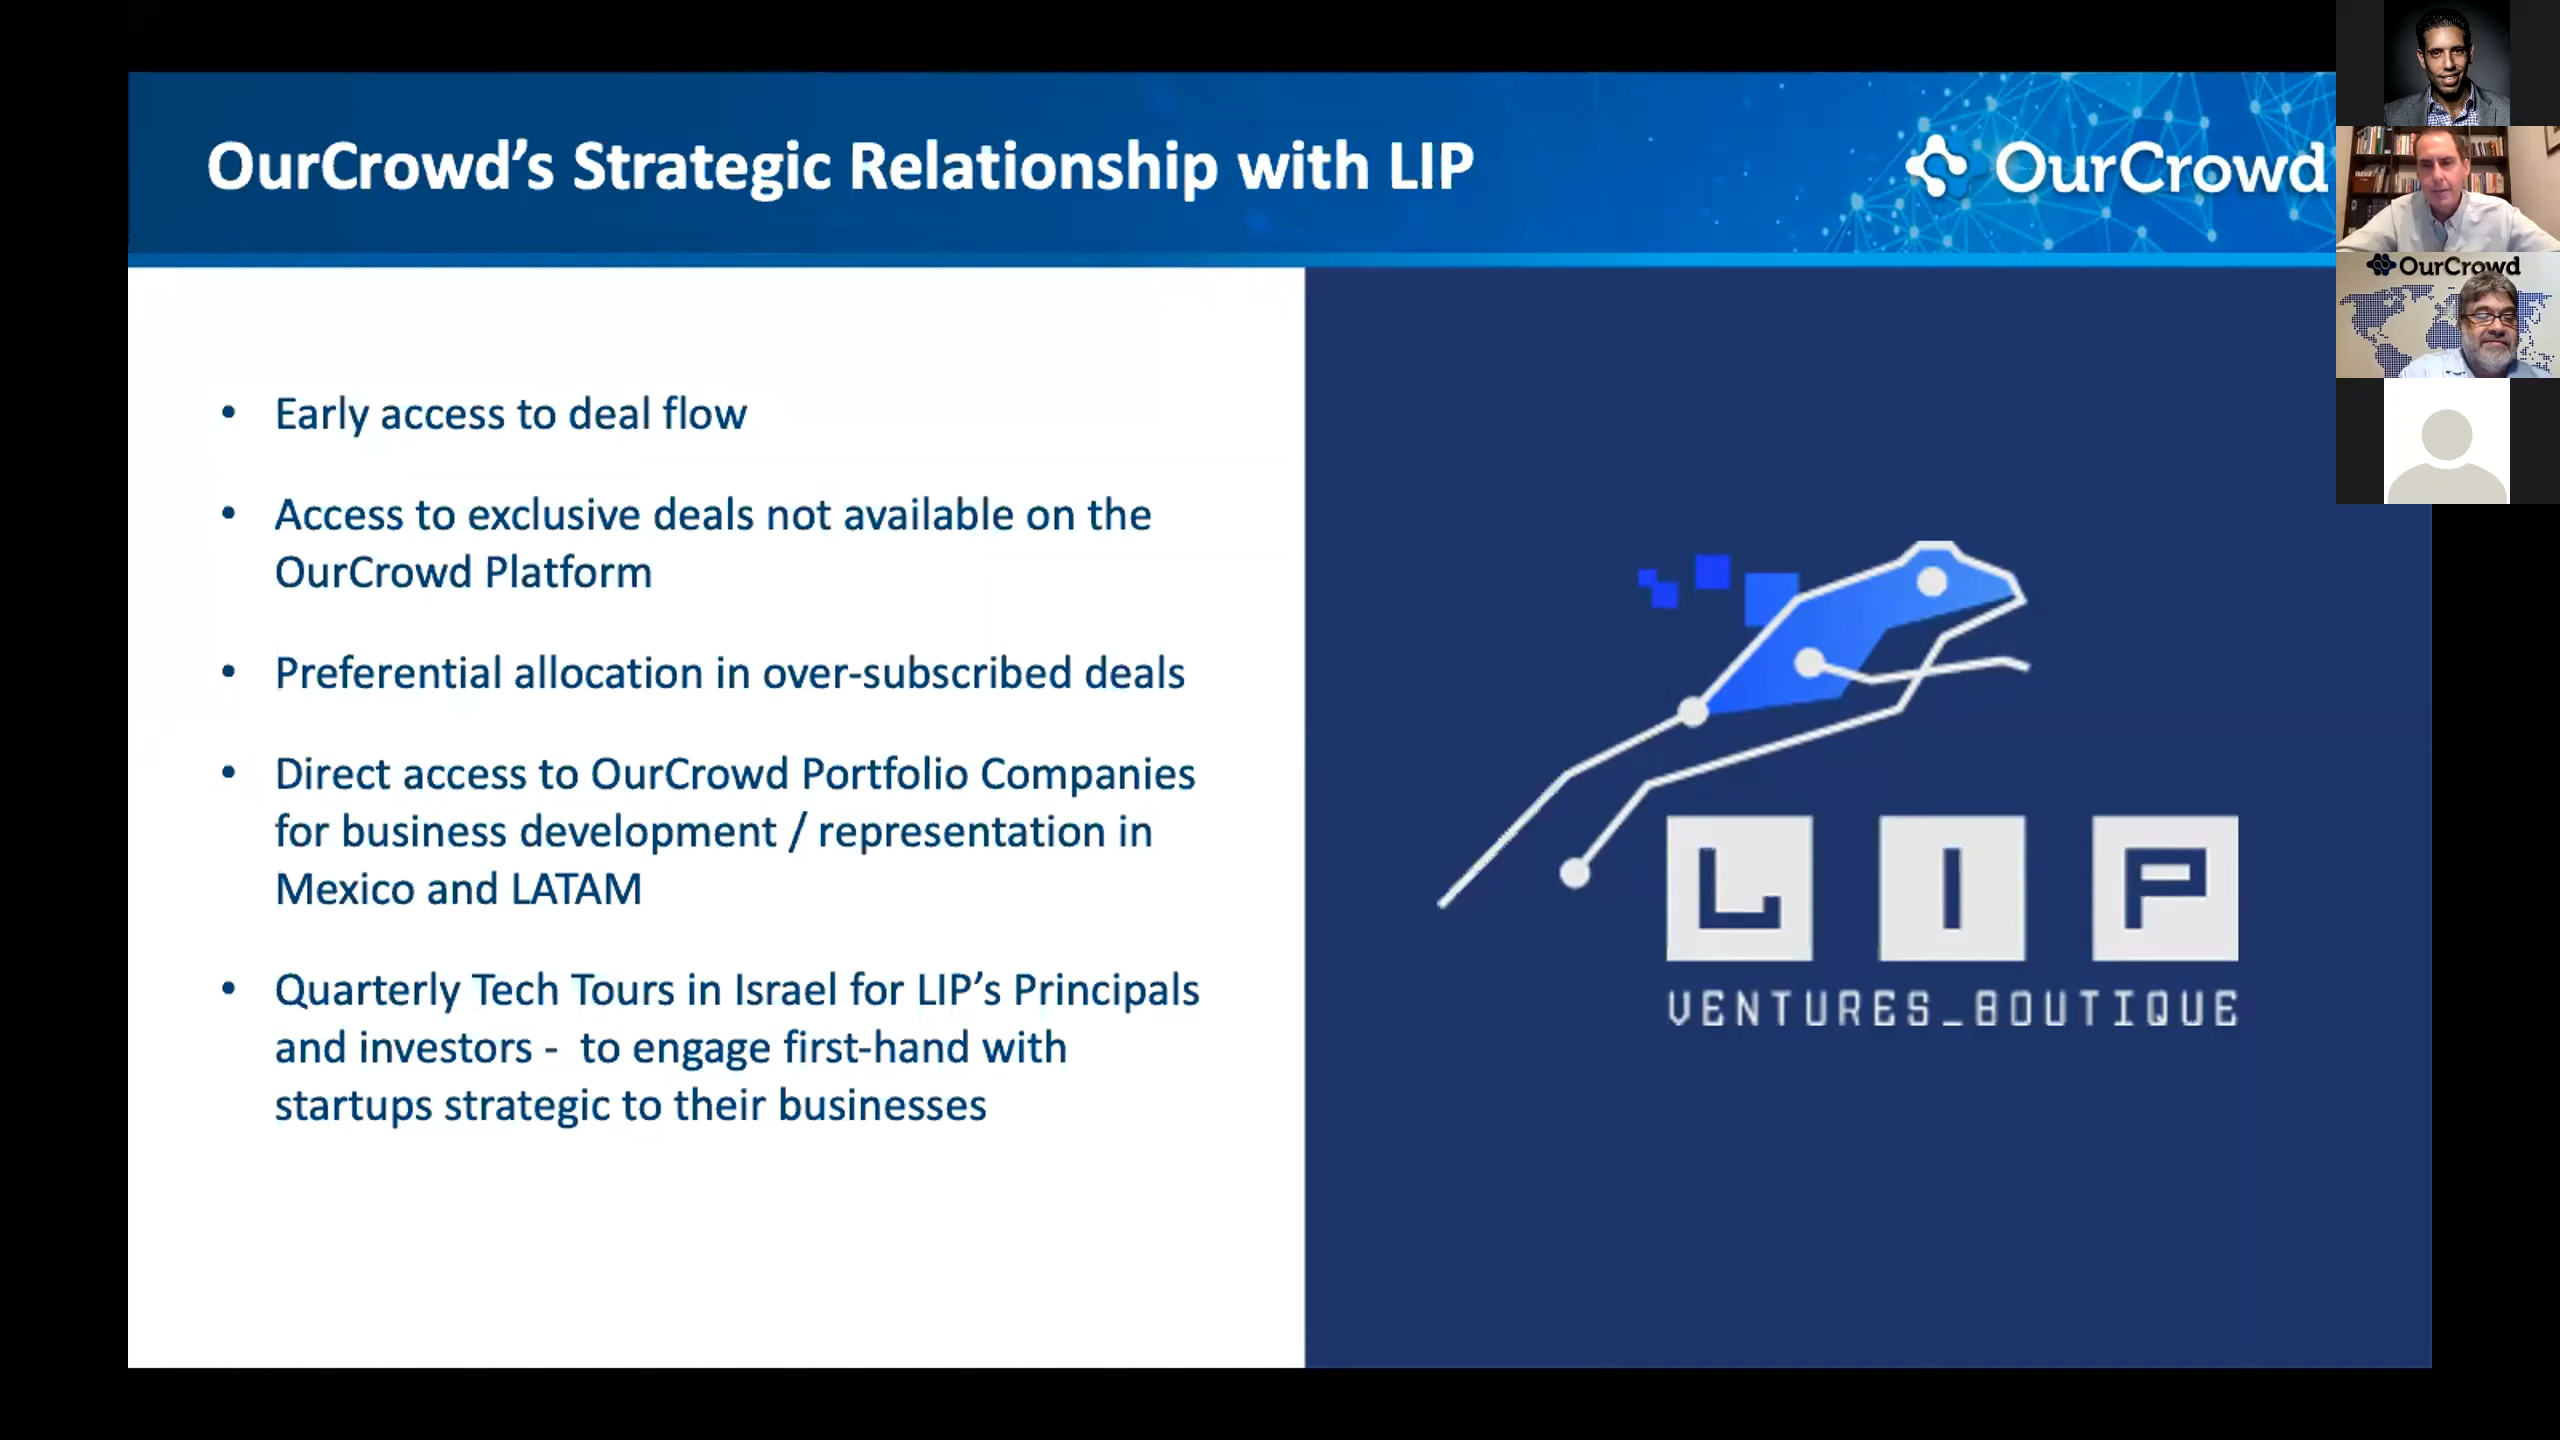 OurCrowd's Strategic Relationship with LIP
OurCrowd
OurCrowd
• Early access to deal flow
• Access to exclusive deals not available on the
OurCrowd Platform
• Preferential allocation in over-subscribed deals
• Direct access to OurCrowd Portfolio Companies
for business development / representation in
Mexico and LATAM
• Quarterly Tech Tours in Israel for LIP's Principals
and investors - to engage first-hand with
startups strategic to their businesses
LIP
VENTURES_BOUTIQUE